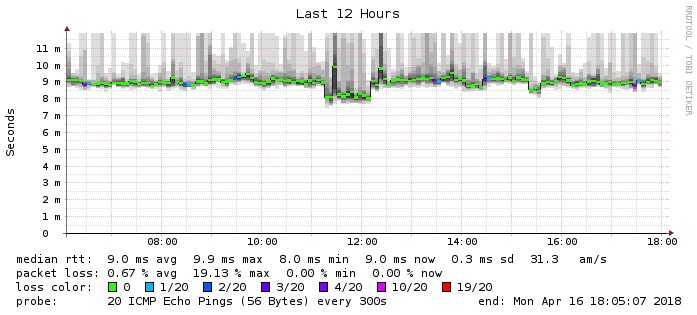 Last 12 Hours
RRDTOOL / TOBI OETIKER
Seconds
11 m
10 m
9 m
8 m
7 m
6 m
5 m
4 m
3 m
2 m
1 m
0
08:00 10:00 12:00 14:00 16:00 18:00
median rtt: 9.0 ms avg 9.9 ms max 8.0 ms min 9.0 ms now 0.3 ms sd 31.3 am/s
packet loss: 0.67 % avg 19.13 % max 0.00 % min 0.00 % now
loss color: 0 1/20 2/20 3/20 4/20 10/20 19/20
probe: 20 ICMP Echo Pings (56 Bytes) every 300s end: Mon Apr 16 18:05:07 2018